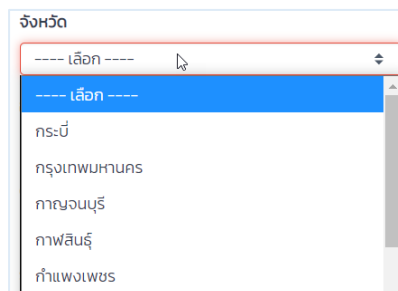 จังหวัด
---- เลือก ----
---- เลือก ----
กระบี่
กรุงเทพมหานคร
กาญจนบุรี
กาฬสินธุ์
กำแพงเพชร